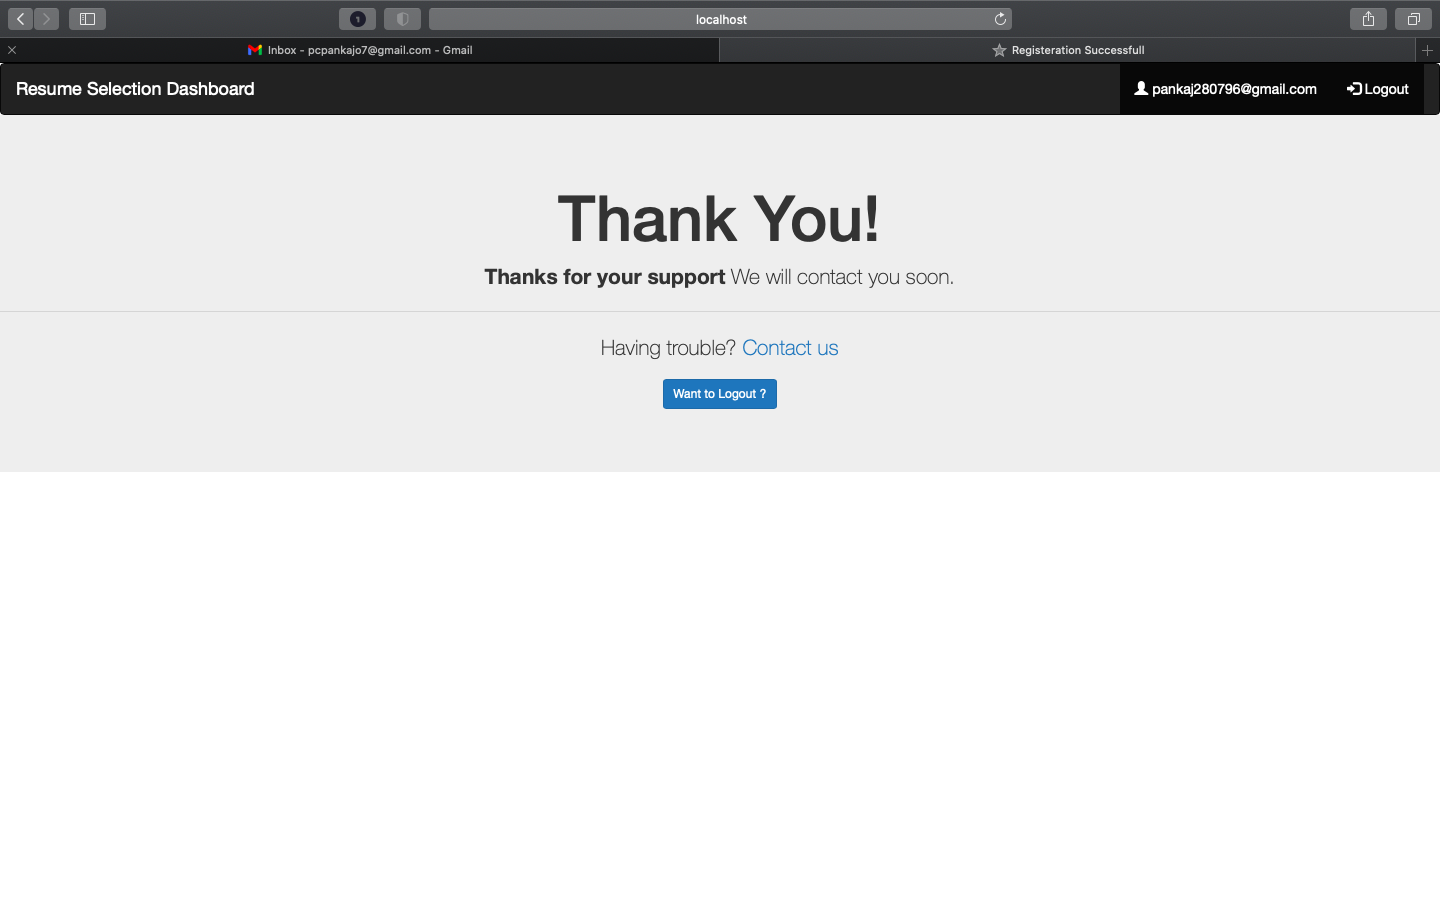 localhost
Inbox - pcpankajo7@gmail.com - Gmail
Registeration Successfull
Resume Selection Dashboard
pankaj280796@gmail.com
Logout
Thank You!
Thanks for your support We will contact you soon.
Having trouble? Contact us
Want to Logout ?